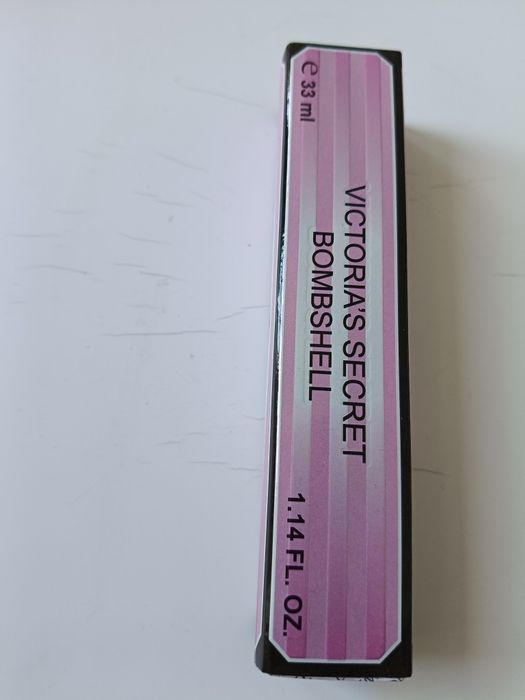 e 33 ml
VICTORIA'S SECRET
BOMBSHELL
1.14 FL. OZ.